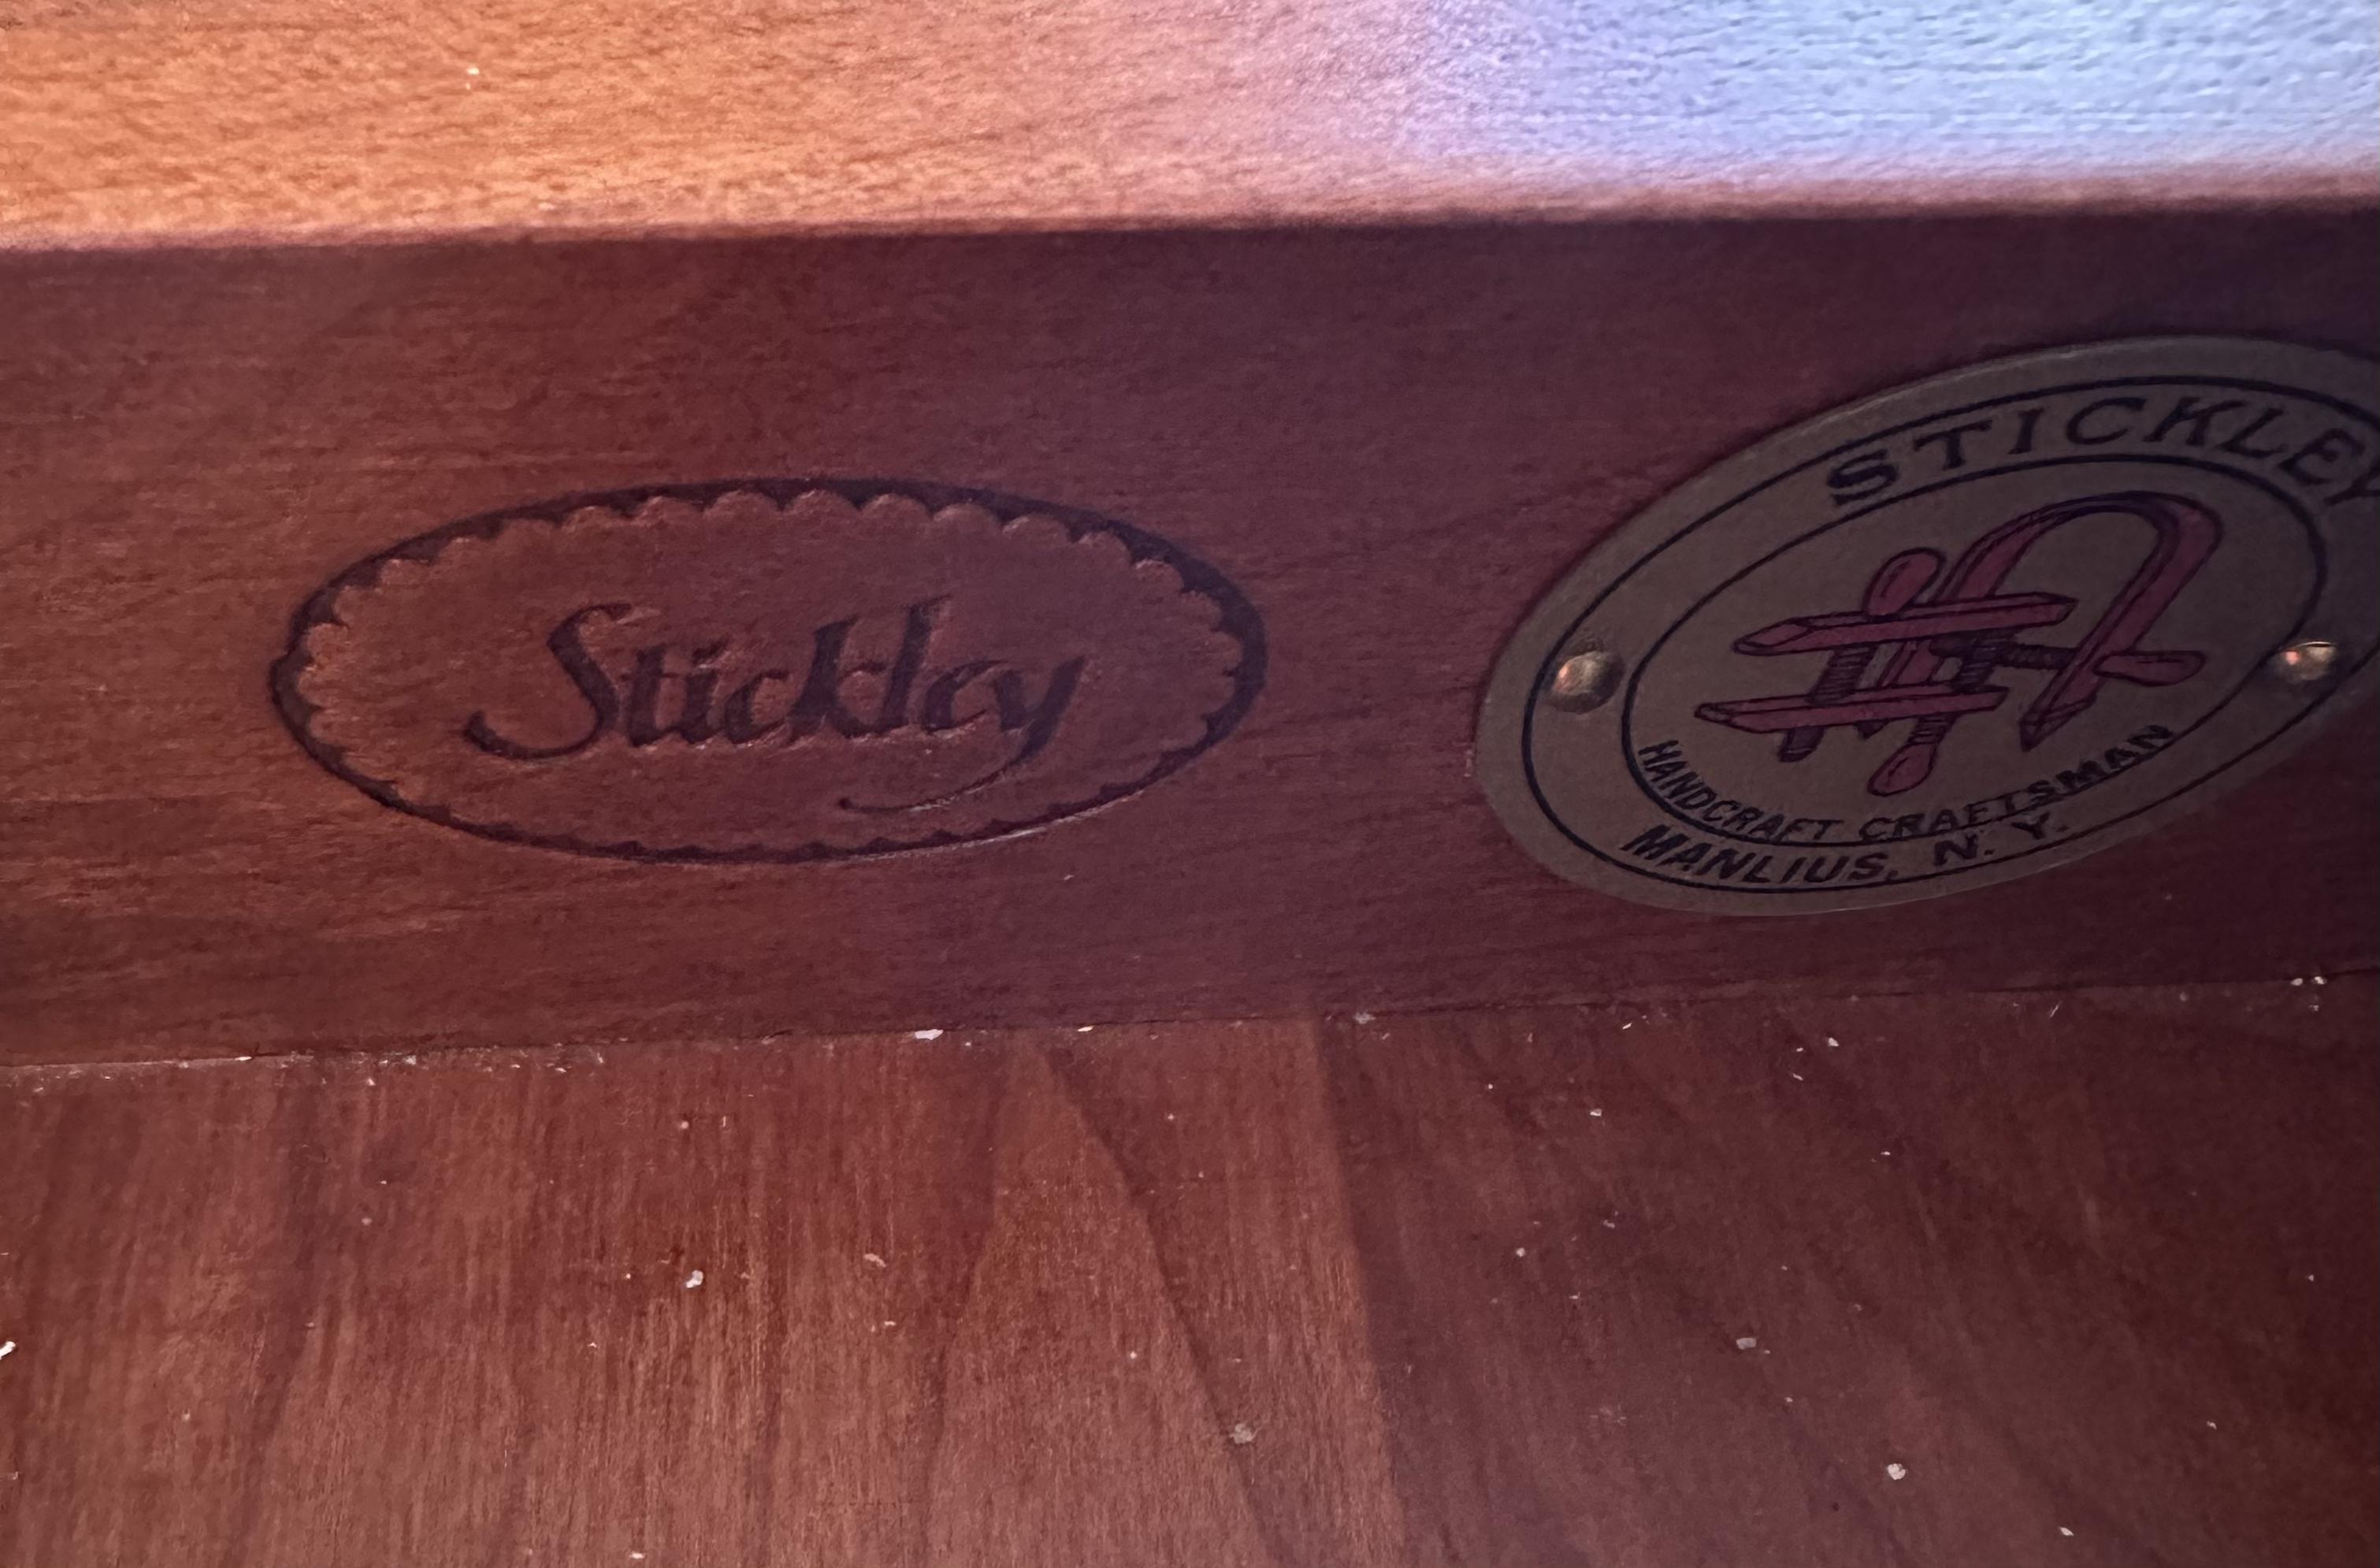 Stickley
STICKLEY
HANDCRAFT CRAFTSMAN
MANLIUS, N. Y.